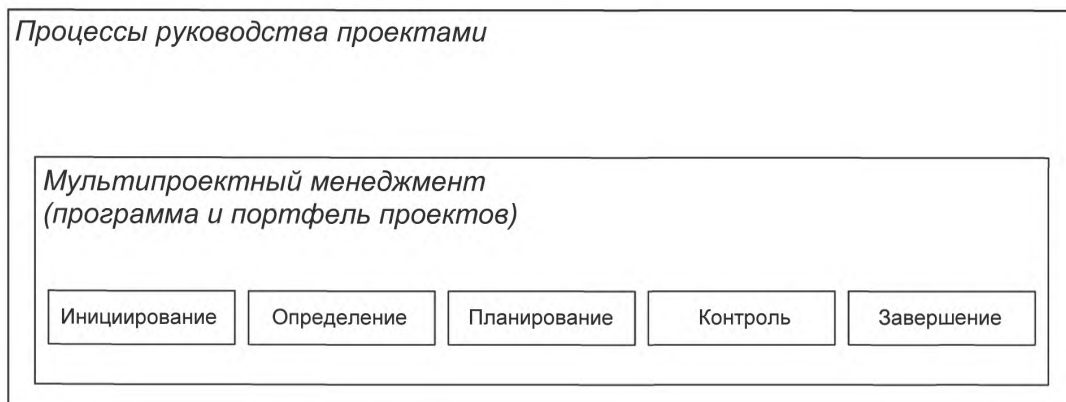 Процессы руководства проектами
Мультипроектный менеджмент
(программа и портфель проектов)
Инициирование
Определение
Планирование
Контроль
Завершение